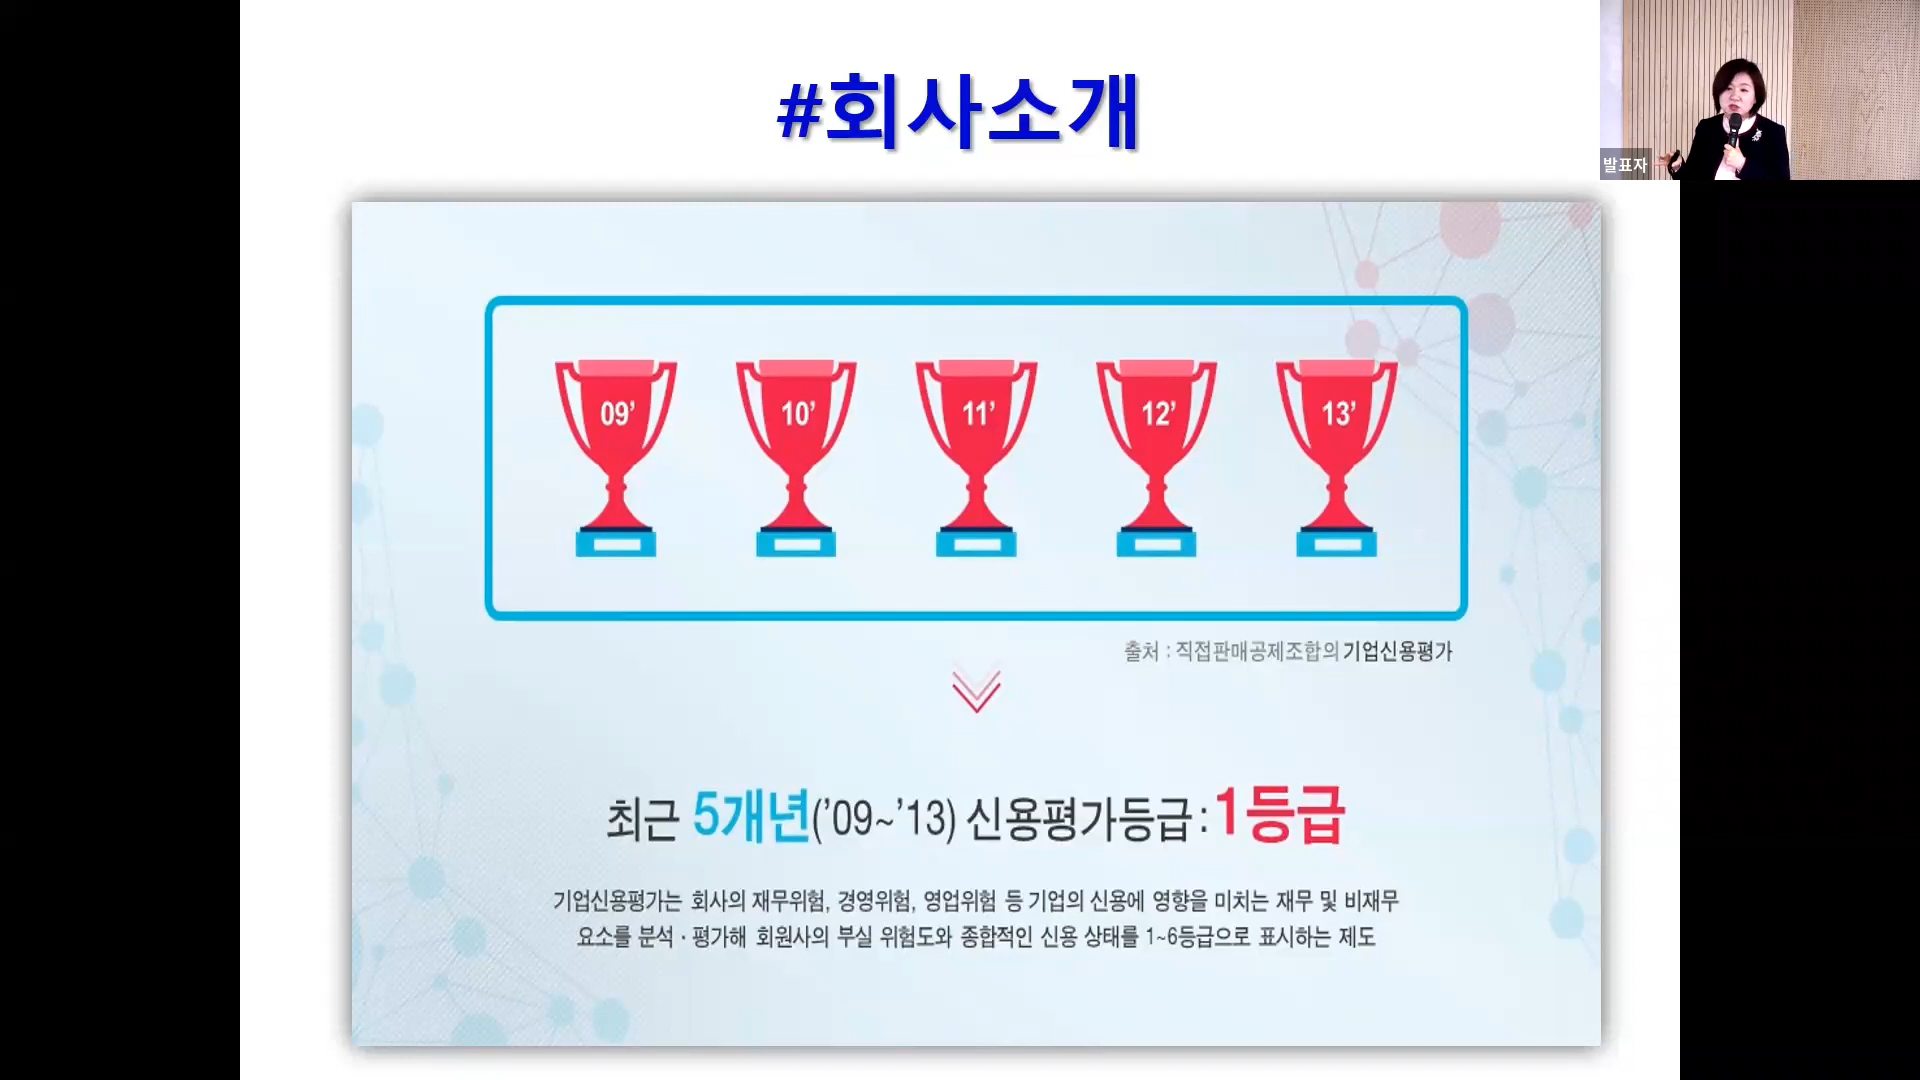 #회사소개
발표자
09’ 10’ 11’ 12’ 13’
출처 : 직접판매공제조합의 기업신용평가
최근 5개년(’09~’13) 신용평가등급 : 1등급
기업신용평가는 회사의 재무위험, 경영위험, 영업위험 등 기업의 신용에 영향을 미치는 재무 및 비재무
요소를 분석 · 평가해 회원사의 부실 위험도와 종합적인 신용 상태를 1~6등급으로 표시하는 제도